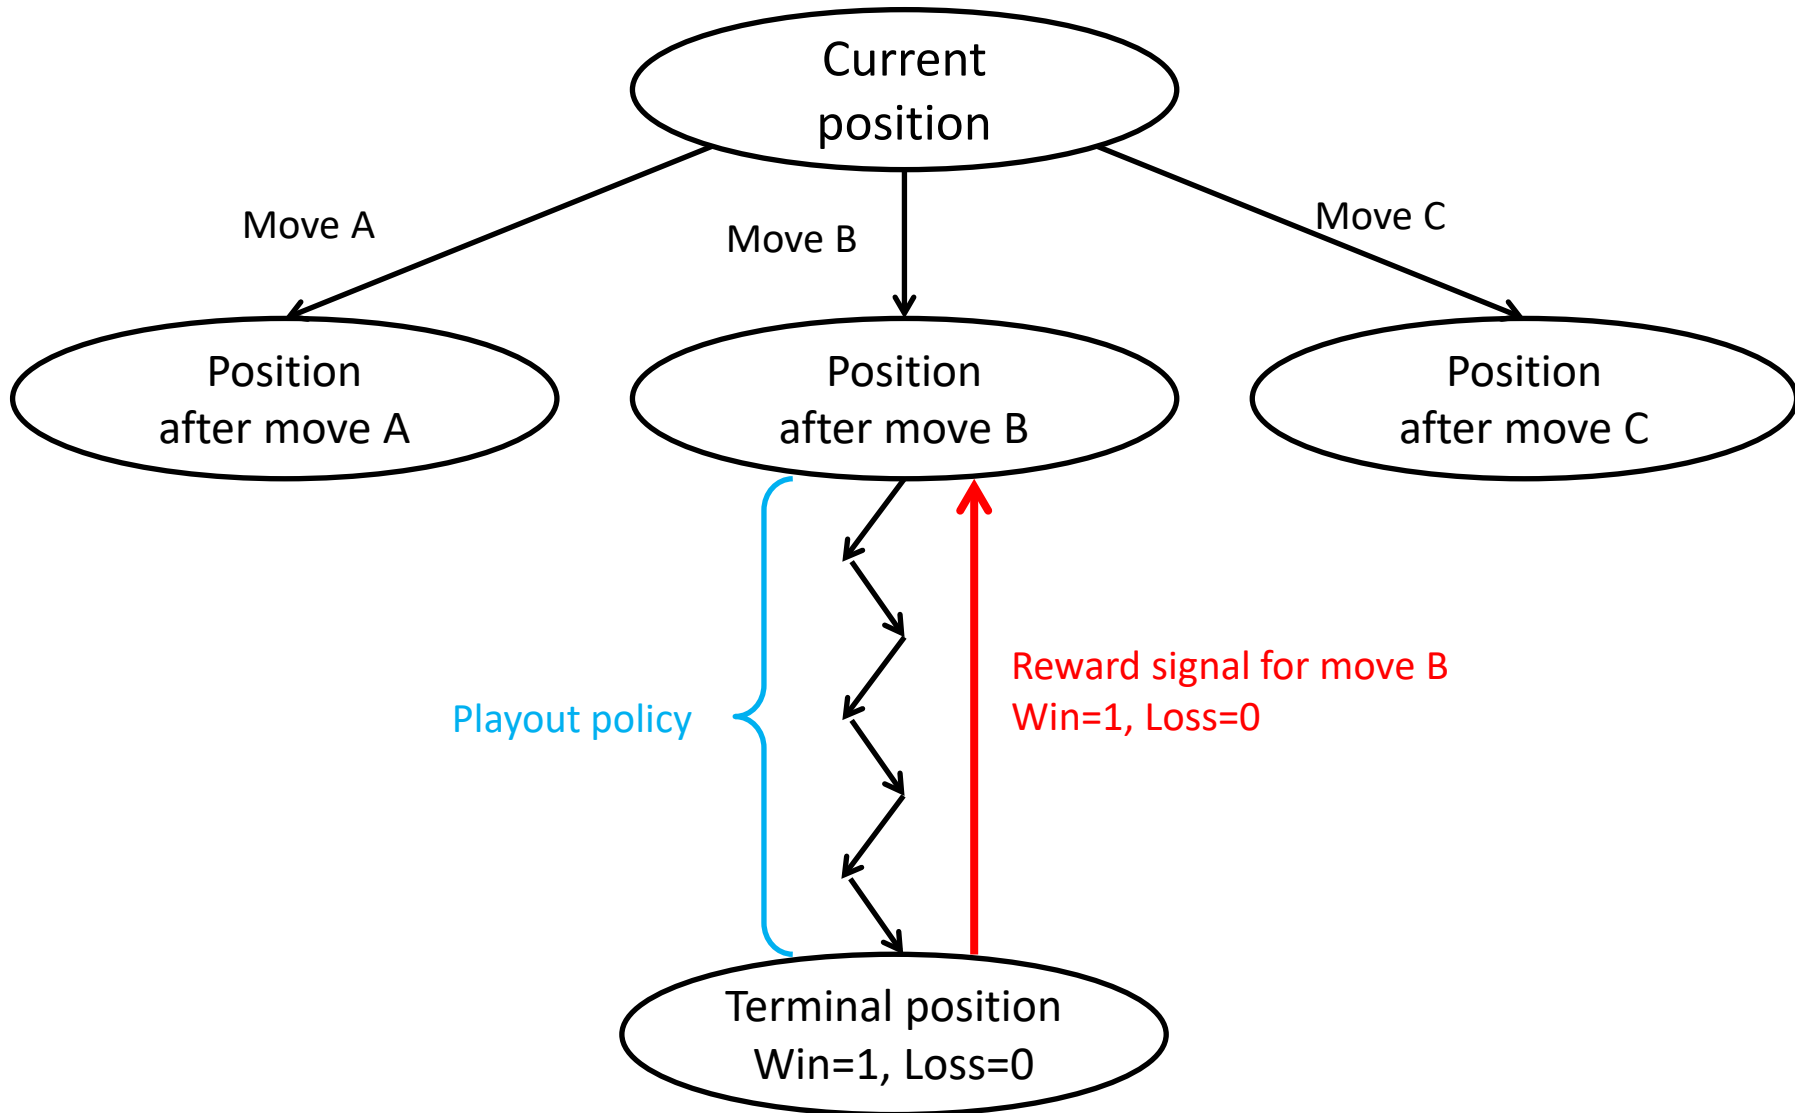 Current
position
Move A
Move B
Move C
Position
after move A
Position
after move B
Position
after move C
Playout policy
Reward signal for move B
Win=1, Loss=0
Terminal position
Win=1, Loss=0